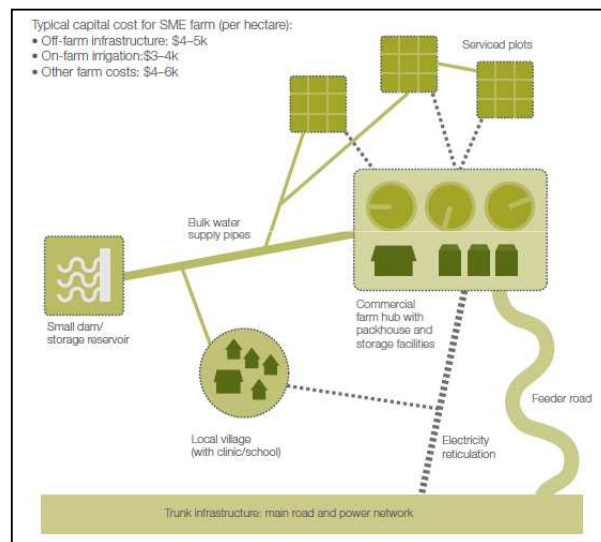 Typical capital cost for SME farm (per hectare):
• Off-farm infrastructure: $4–5k
• On-farm irrigation:$3–4k
• Other farm costs: $4–6k
Serviced plots
Bulk water
supply pipes
Small dam/
storage reservoir
Commercial
farm hub with
packhouse and
storage facilities
Feeder road
Local village
(with clinic/school)
Electricity
reticulation
Trunk infrastructure: main road and power network